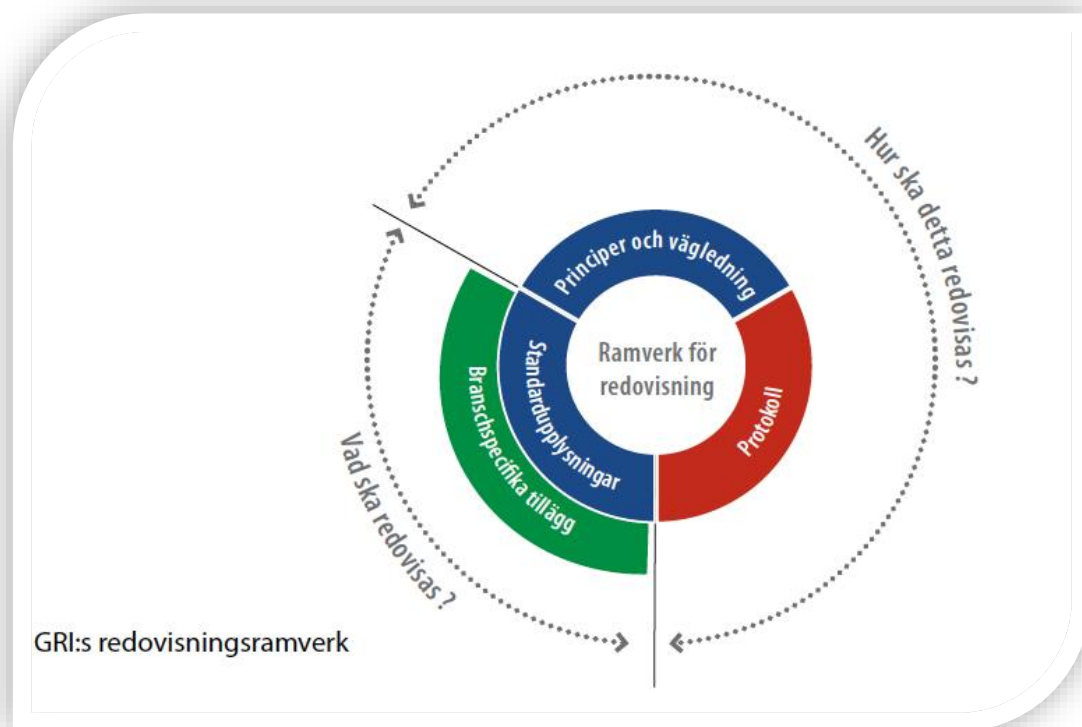 Hur ska detta redovisas ?
Principer och vägledning
Ramverk för
redovisning
Standardupplysningar
Branschspecifika tillägg
Protokoll
Vad ska redovisas ?
GRI:s redovisningsramverk